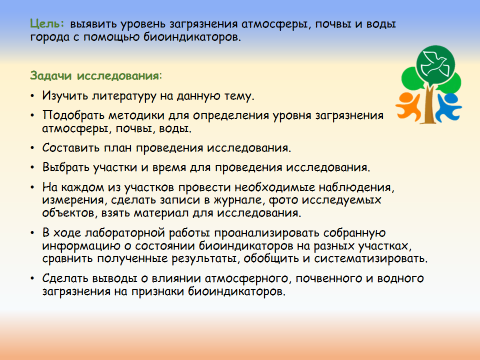 Цель: выявить уровень загрязнения атмосферы, почвы и воды
города с помощью биоиндикаторов.
Задачи исследования:
• Изучить литературу на данную тему.
• Подобрать методики для определения уровня загрязнения
атмосферы, почвы, воды.
• Составить план проведения исследования.
• Выбрать участки и время для проведения исследования.
• На каждом из участков провести необходимые наблюдения,
измерения, сделать записи в журнале, фото исследуемых
объектов, взять материал для исследования.
• В ходе лабораторной работы проанализировать собранную
информацию о состоянии биоиндикаторов на разных участках,
сравнить полученные результаты, обобщить и систематизировать.
• Сделать выводы о влиянии атмосферного, почвенного и водного
загрязнения на признаки биоиндикаторов.